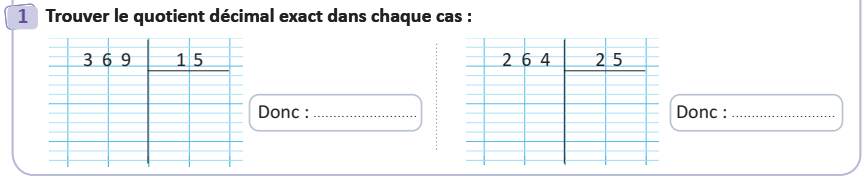 1 Trouver le quotient décimal exact dans chaque cas :
3 6 9 1 5
Donc : ..........................
2 6 4 2 5
Donc : ..........................